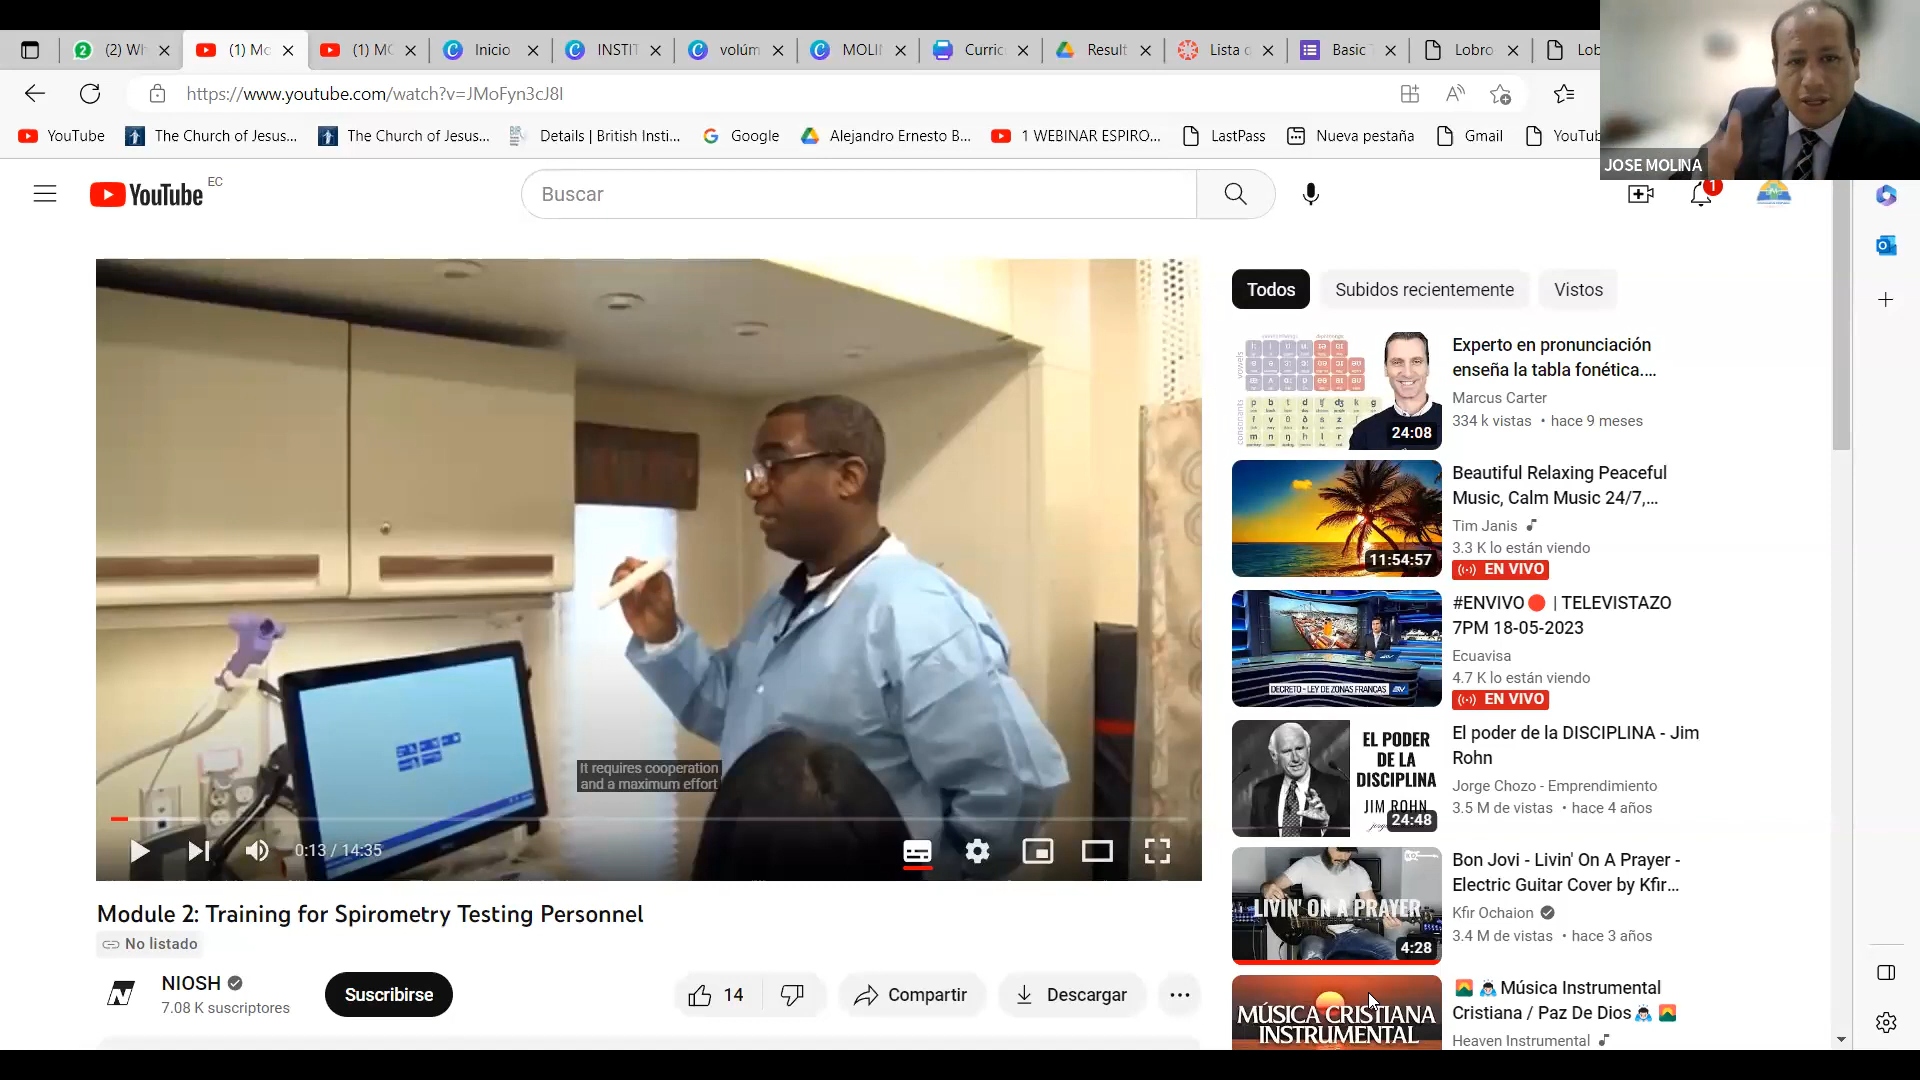 (2) Wh
(1) Mo
(1) MO
Inicio
INSTIT
volúm
MOLIN
Curric
Result
Lista
Basic
Lobro
Lob
https://www.youtube.com/watch?v=JMoFyn3cJ8I
YouTube
The Church of Jesus...
The Church of Jesus...
Details | British Insti...
Google
Alejandro Ernesto B...
1 WEBINAR ESPIRO...
LastPass
Nueva pestaña
Gmail
YouTub
JOSE MOLINA
YouTube EC
Buscar
1
Todos
Subidos recientemente
Vistos
Experto en pronunciación
enseña la tabla fonética....
Marcus Carter
334 k vistas • hace 9 meses
24:08
Beautiful Relaxing Peaceful
Music, Calm Music 24/7,...
Tim Janis
3.3 K lo están viendo
EN VIVO
11:54:57
#ENVIVO🔴 | TELEVISTAZO
7PM 18-05-2023
Ecuavisa
4.7 K lo están viendo
EN VIVO
DECRETO - LEY DE ZONAS FRANCAS
EL PODER
DE LA
DISCIPLINA
JIM ROHN
24:48
El poder de la DISCIPLINA - Jim
Rohn
Jorge Chozo - Emprendimiento
3.5 M de vistas • hace 4 años
LIVIN' ON A PRAYER
4:28
Bon Jovi - Livin' On A Prayer -
Electric Guitar Cover by Kfir...
Kfir Ochaion
3.4 M de vistas • hace 3 años
MÚSICA CRISTIANA
INSTRUMENTAL
Música Instrumental
Cristiana / Paz De Dios
Heaven Instrumental
It requires cooperation
and a maximum effort
0:13 / 14:35
Module 2: Training for Spirometry Testing Personnel
No listado
NIOSH
7.08 K suscriptores
Suscribirse
14
Compartir
Descargar